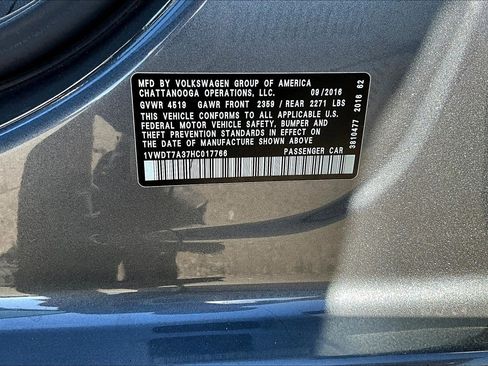 MFD BY VOLKSWAGEN GROUP OF AMERICA
CHATTANOOGA OPERATIONS, LLC. 09/2016
GVWR 4519 GAWR FRONT 2359 / REAR 2271 LBS
THIS VEHICLE CONFORMS TO ALL APPLICABLE U.S.
FEDERAL MOTOR VEHICLE SAFETY, BUMPER AND
THEFT PREVENTION STANDARDS IN EFFECT ON
THE DATE OF MANUFACTURE SHOWN ABOVE
1VWDT7A37HC017766 PASSENGER CAR
3810477 2016 62